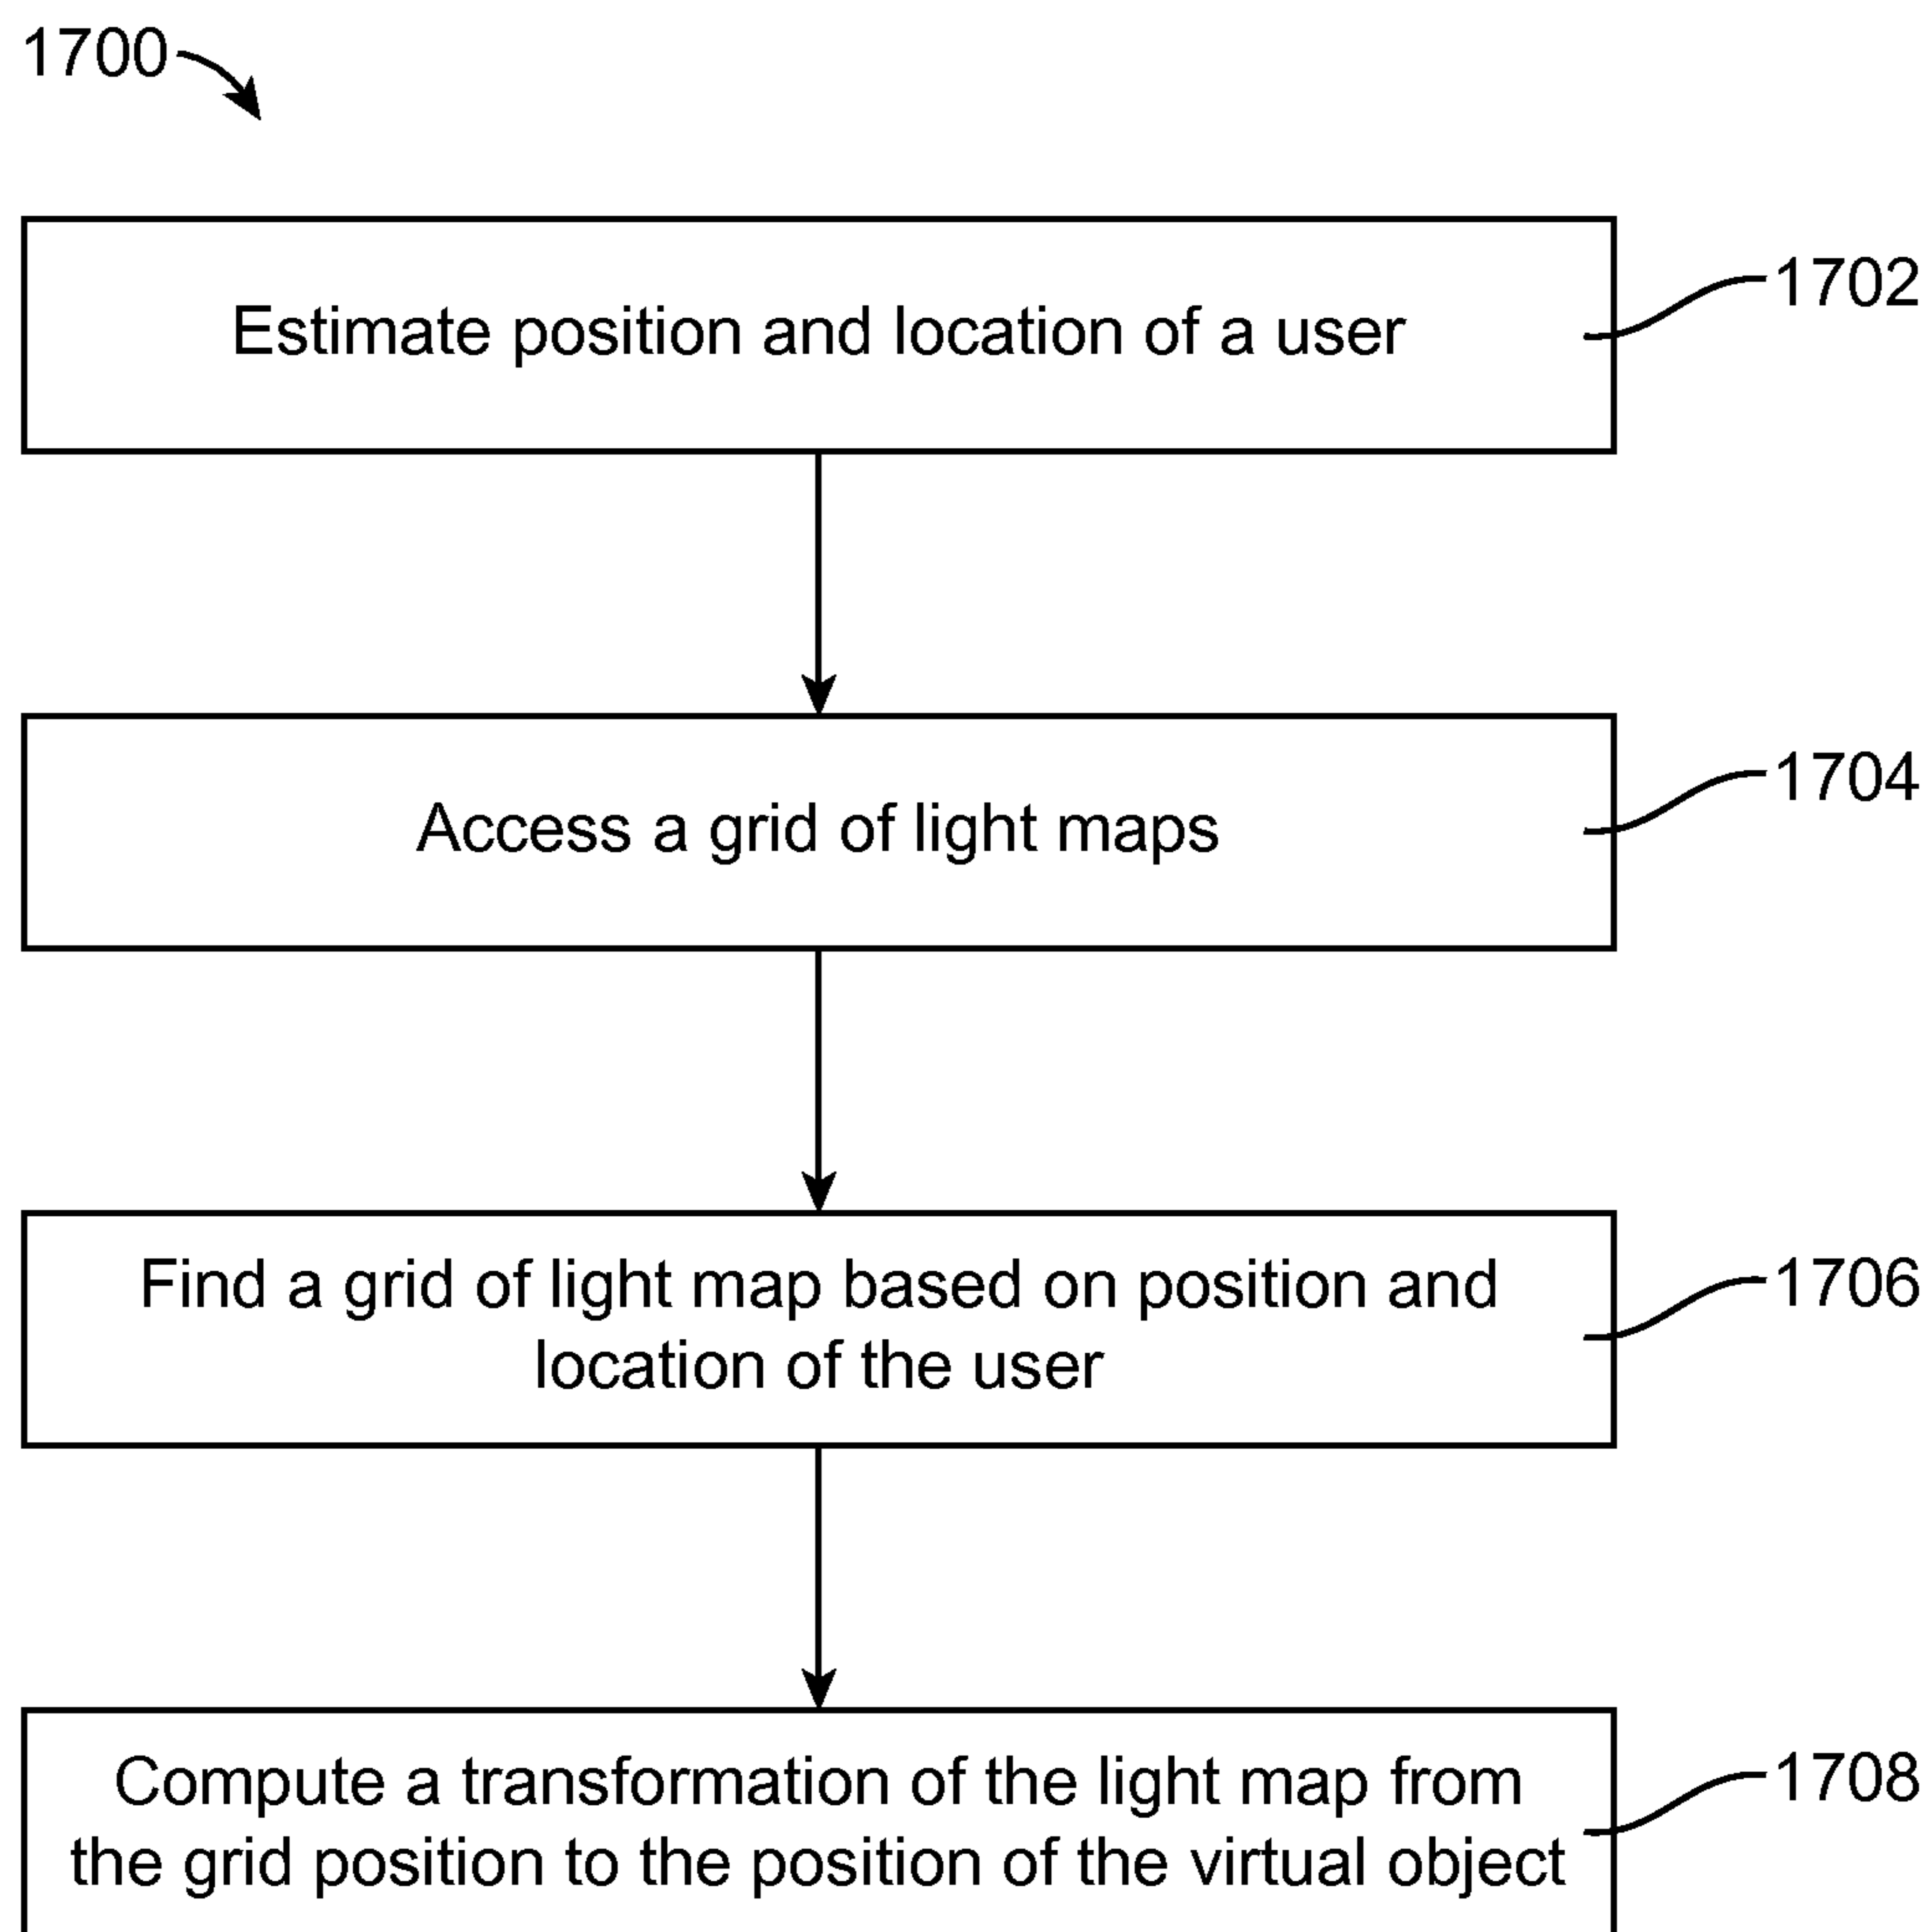 1700
Estimate position and location of a user
1702
Access a grid of light maps
1704
Find a grid of light map based on position and
location of the user
1706
Compute a transformation of the light map from
the grid position to the position of the virtual object
1708